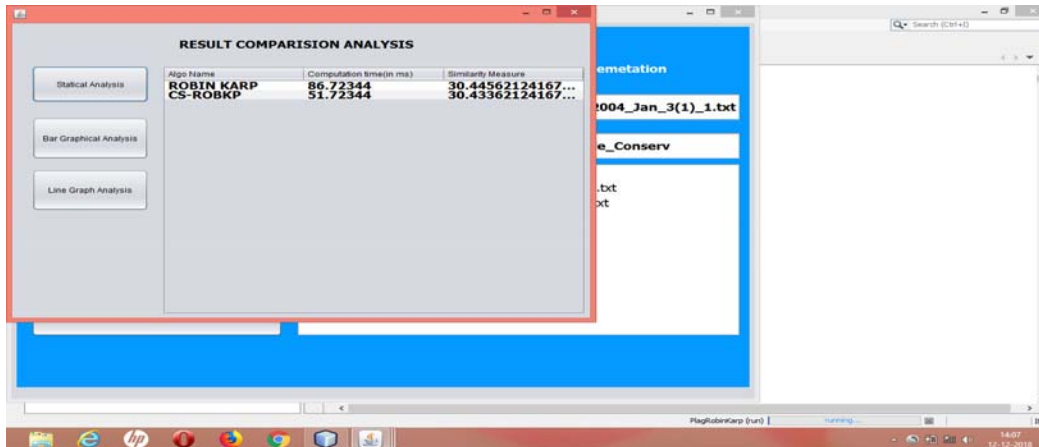 RESULT COMPARISION ANALYSIS
Statical Analysis
Bar Graphical Analysis
Line Graph Analysis
Algo Name Computation time(in ms) Similarity Measure
ROBIN KARP 86.72344 30.44562124167...
CS-ROBKP 51.72344 30.43362124167...
emetation
2004_Jan_3(1)_1.txt
e_Conserv
.txt
xt
Search (Ctrl+I)
PlagRobinKarp (run)
running...
hp
14:07
12-12-2018